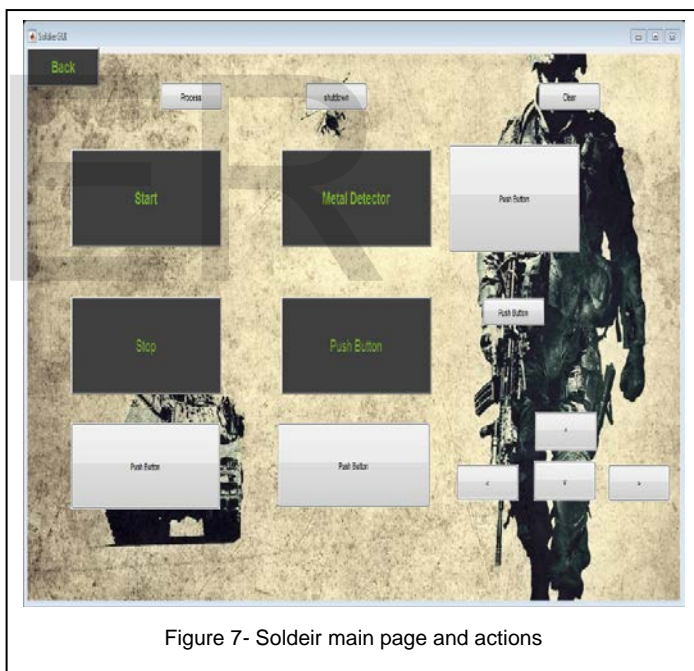 SoldierGUI
Back
Process
shutdown
Clear
Start
Metal Detector
Push Button
Push Button
Stop
Push Button
Push Button
Push Button
^
<
V
>
ER
Figure 7- Soldeir main page and actions